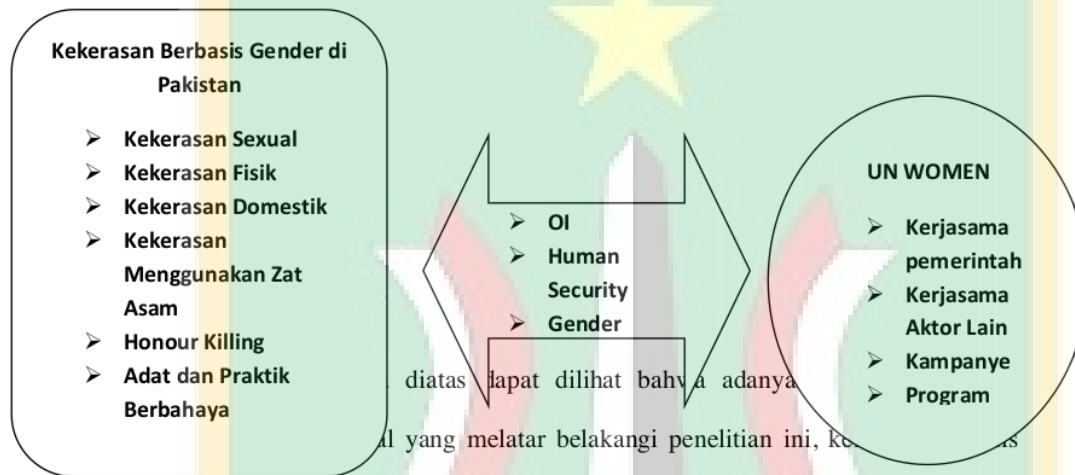 Kekerasan Berbasis Gender di
Pakistan
➢ Kekerasan Sexual
➢ Kekerasan Fisik
➢ Kekerasan Domestik
➢ Kekerasan
Menggunakan Zat
Asam
➢ Honour Killing
➢ Adat dan Praktik
Berbahaya
➢ OI
➢ Human
Security
➢ Gender
UN WOMEN
➢ Kerjasama
pemerintah
➢ Kerjasama
Aktor Lain
➢ Kampanye
➢ Program
diatas dapat dilihat bahwa adanya
yang melatar belakangi penelitian ini,